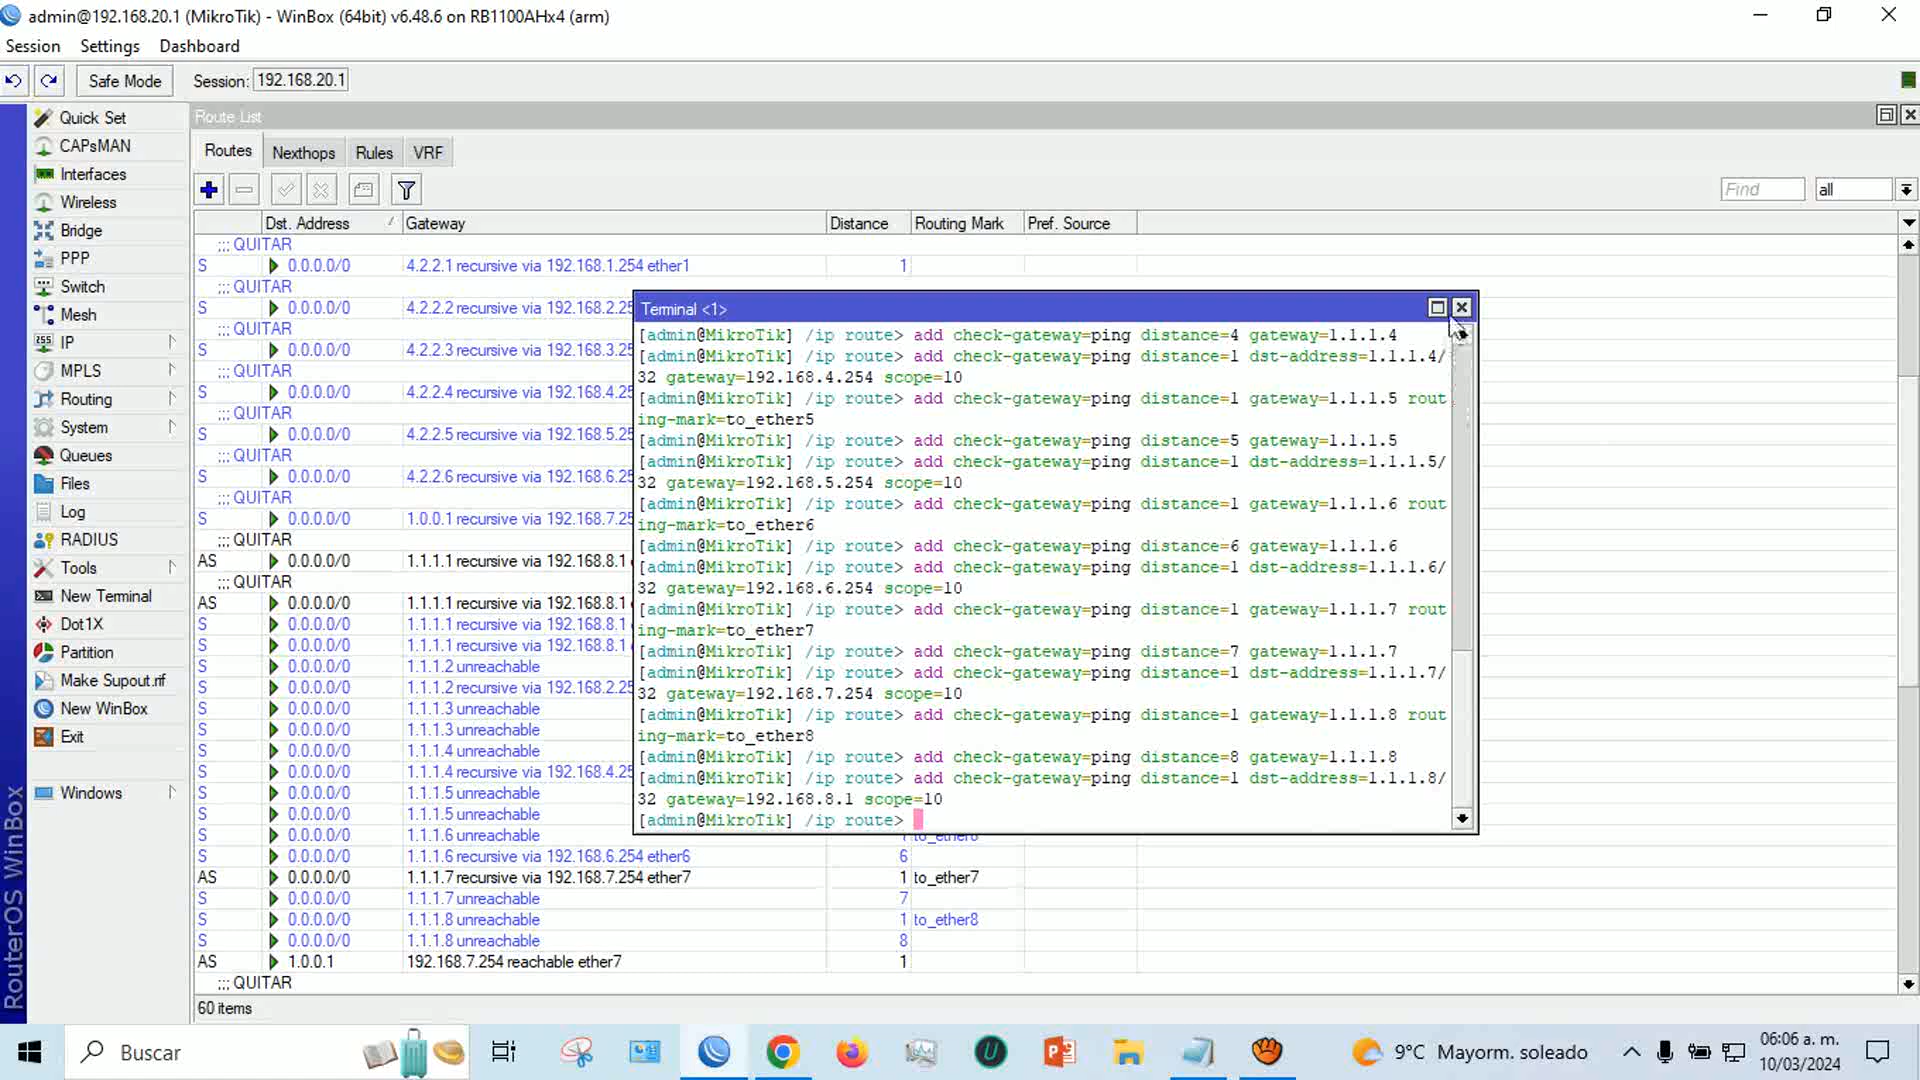 admin@192.168.20.1 (MikroTik) - WinBox (64bit) v6.48.6 on RB1100AHx4 (arm)
Session Settings Dashboard
Safe Mode Session: 192.168.20.1
Quick Set
CAPsMAN
Interfaces
Wireless
Bridge
PPP
Switch
Mesh
IP
MPLS
Routing
System
Queues
Files
Log
RADIUS
Tools
New Terminal
Dot1X
Partition
Make Supout.rif
New WinBox
Exit
Windows
RouterOS WinBox
Route List
Routes Nexthops Rules VRF
Find all
Dst. Address Gateway Distance Routing Mark Pref. Source
;;; QUITAR
S 0.0.0.0/0 4.2.2.1 recursive via 192.168.1.254 ether1 1
;;; QUITAR
S 0.0.0.0/0 4.2.2.2 recursive via 192.168.2.25
;;; QUITAR
S 0.0.0.0/0 4.2.2.3 recursive via 192.168.3.25
;;; QUITAR
S 0.0.0.0/0 4.2.2.4 recursive via 192.168.4.25
;;; QUITAR
S 0.0.0.0/0 4.2.2.5 recursive via 192.168.5.25
;;; QUITAR
S 0.0.0.0/0 4.2.2.6 recursive via 192.168.6.25
;;; QUITAR
S 0.0.0.0/0 1.0.0.1 recursive via 192.168.7.25
;;; QUITAR
AS 0.0.0.0/0 1.1.1.1 recursive via 192.168.8.1
;;; QUITAR
AS 0.0.0.0/0 1.1.1.1 recursive via 192.168.8.1
S 0.0.0.0/0 1.1.1.1 recursive via 192.168.8.1
S 0.0.0.0/0 1.1.1.1 recursive via 192.168.8.1
S 0.0.0.0/0 1.1.1.2 unreachable
S 0.0.0.0/0 1.1.1.2 recursive via 192.168.2.25
S 0.0.0.0/0 1.1.1.3 unreachable
S 0.0.0.0/0 1.1.1.3 unreachable
S 0.0.0.0/0 1.1.1.4 unreachable
S 0.0.0.0/0 1.1.1.4 recursive via 192.168.4.25
S 0.0.0.0/0 1.1.1.5 unreachable
S 0.0.0.0/0 1.1.1.5 unreachable
S 0.0.0.0/0 1.1.1.6 unreachable 1 to_ether6
S 0.0.0.0/0 1.1.1.6 recursive via 192.168.6.254 ether6 6
AS 0.0.0.0/0 1.1.1.7 recursive via 192.168.7.254 ether7 1 to_ether7
S 0.0.0.0/0 1.1.1.7 unreachable 7
S 0.0.0.0/0 1.1.1.8 unreachable 1 to_ether8
S 0.0.0.0/0 1.1.1.8 unreachable 8
AS 1.0.0.1 192.168.7.254 reachable ether7 1
;;; QUITAR
60 items
Terminal <1>
[admin@MikroTik] /ip route> add check-gateway=ping distance=4 gateway=1.1.1.4
[admin@MikroTik] /ip route> add check-gateway=ping distance=1 dst-address=1.1.1.4/
32 gateway=192.168.4.254 scope=10
[admin@MikroTik] /ip route> add check-gateway=ping distance=1 gateway=1.1.1.5 rout
ing-mark=to_ether5
[admin@MikroTik] /ip route> add check-gateway=ping distance=5 gateway=1.1.1.5
[admin@MikroTik] /ip route> add check-gateway=ping distance=1 dst-address=1.1.1.5/
32 gateway=192.168.5.254 scope=10
[admin@MikroTik] /ip route> add check-gateway=ping distance=1 gateway=1.1.1.6 rout
ing-mark=to_ether6
[admin@MikroTik] /ip route> add check-gateway=ping distance=6 gateway=1.1.1.6
[admin@MikroTik] /ip route> add check-gateway=ping distance=1 dst-address=1.1.1.6/
32 gateway=192.168.6.254 scope=10
[admin@MikroTik] /ip route> add check-gateway=ping distance=1 gateway=1.1.1.7 rout
ing-mark=to_ether7
[admin@MikroTik] /ip route> add check-gateway=ping distance=7 gateway=1.1.1.7
[admin@MikroTik] /ip route> add check-gateway=ping distance=1 dst-address=1.1.1.7/
32 gateway=192.168.7.254 scope=10
[admin@MikroTik] /ip route> add check-gateway=ping distance=1 gateway=1.1.1.8 rout
ing-mark=to_ether8
[admin@MikroTik] /ip route> add check-gateway=ping distance=8 gateway=1.1.1.8
[admin@MikroTik] /ip route> add check-gateway=ping distance=1 dst-address=1.1.1.8/
32 gateway=192.168.8.1 scope=10
[admin@MikroTik] /ip route>
Buscar
9°C Mayorm. soleado
06:06 a. m.
10/03/2024